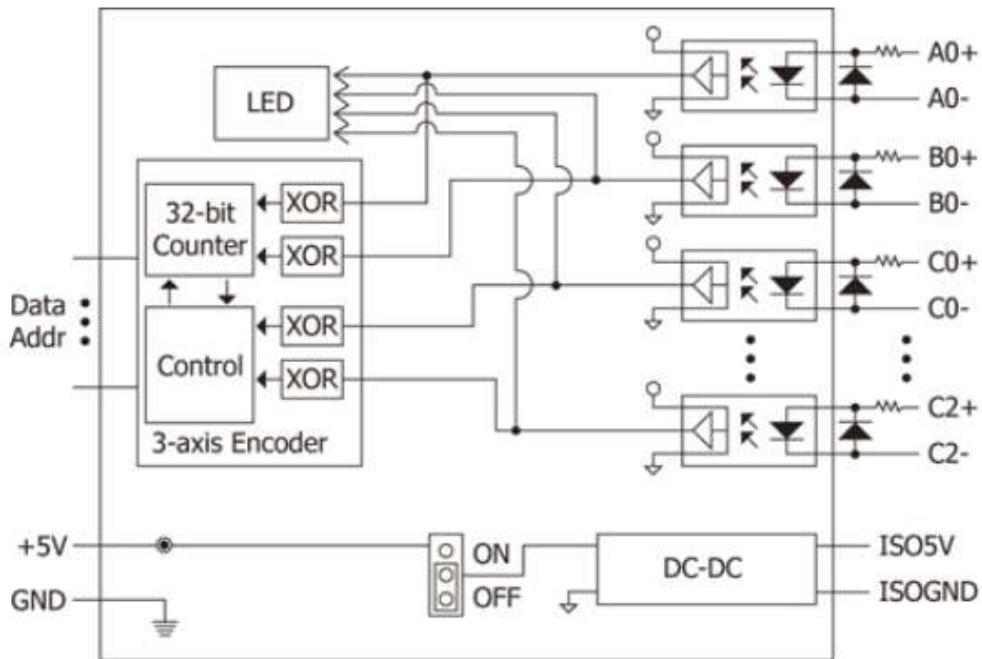 A0+
LED
A0-
B0+
XOR
32-bit
Counter
B0-
XOR
C0+
Data
Addr
XOR
C0-
Control
XOR
C2+
3-axis Encoder
C2-
+5V
ON
DC-DC
ISO5V
GND
OFF
ISOGND